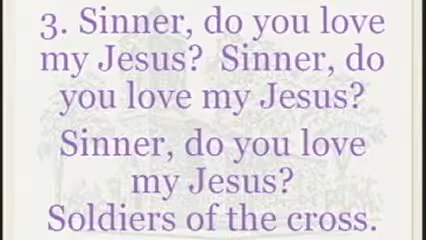 3. Sinner, do you love
my Jesus?  Sinner, do
you love my Jesus?
Sinner, do you love
my Jesus?
Soldiers of the cross.